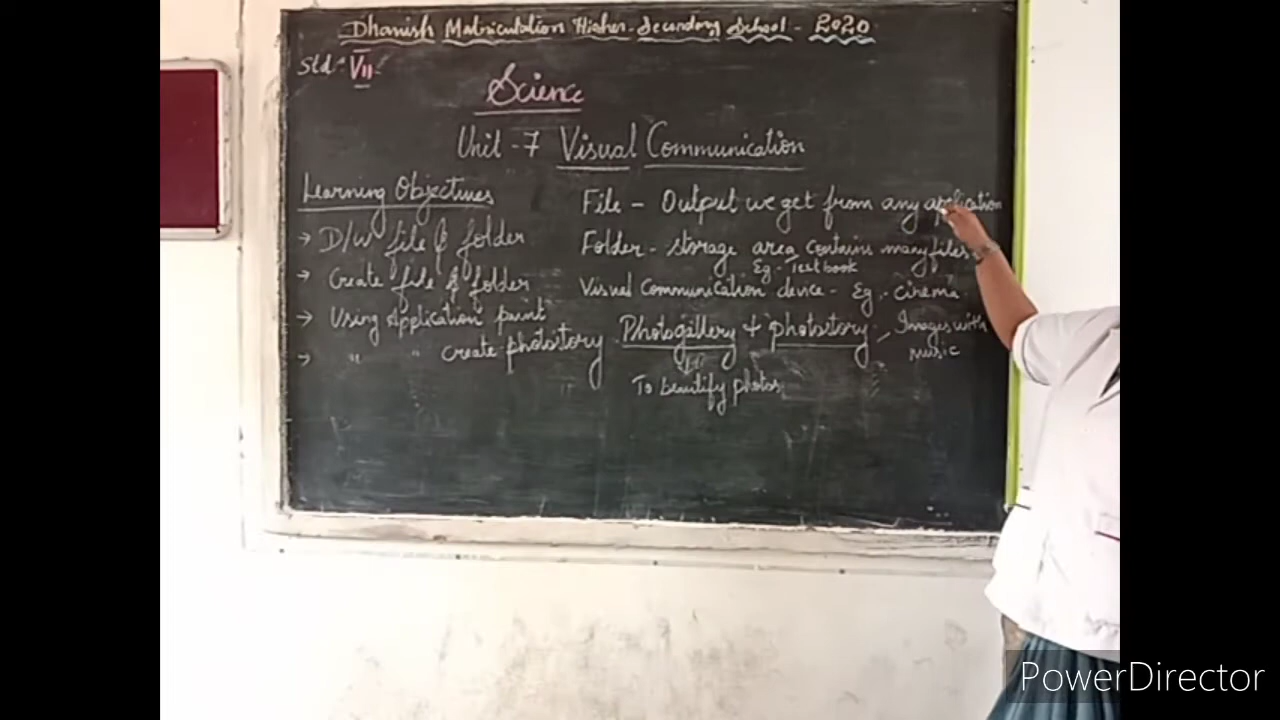 Dhanish Matriculation Higher Secondary School - 2020
Std - VII
Science
Unit - 7 Visual Communication
Learning Objectives
→ D/w file & folder
→ Create file & folder
→ Using Application paint
→ " " create photostory
File - Output we get from any application
Folder - storage area contains many files
Eg - Textbook
Visual Communication device - Eg - cinema
Photogallery & photostory - Images with
music
To beautify photos
PowerDirector